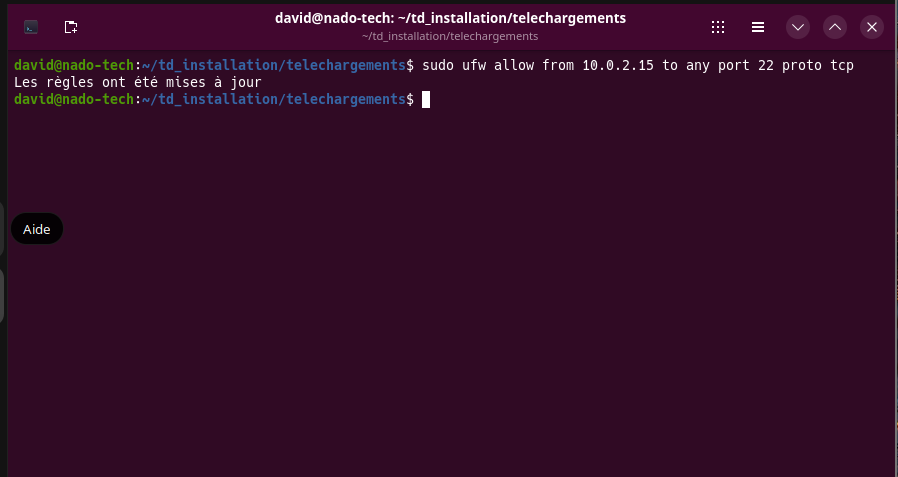 david@nado-tech: ~/td_installation/telechargements
~/td_installation/telechargements
david@nado-tech:~/td_installation/telechargements$ sudo ufw allow from 10.0.2.15 to any port 22 proto tcp
Les règles ont été mises à jour
david@nado-tech:~/td_installation/telechargements$
Aide